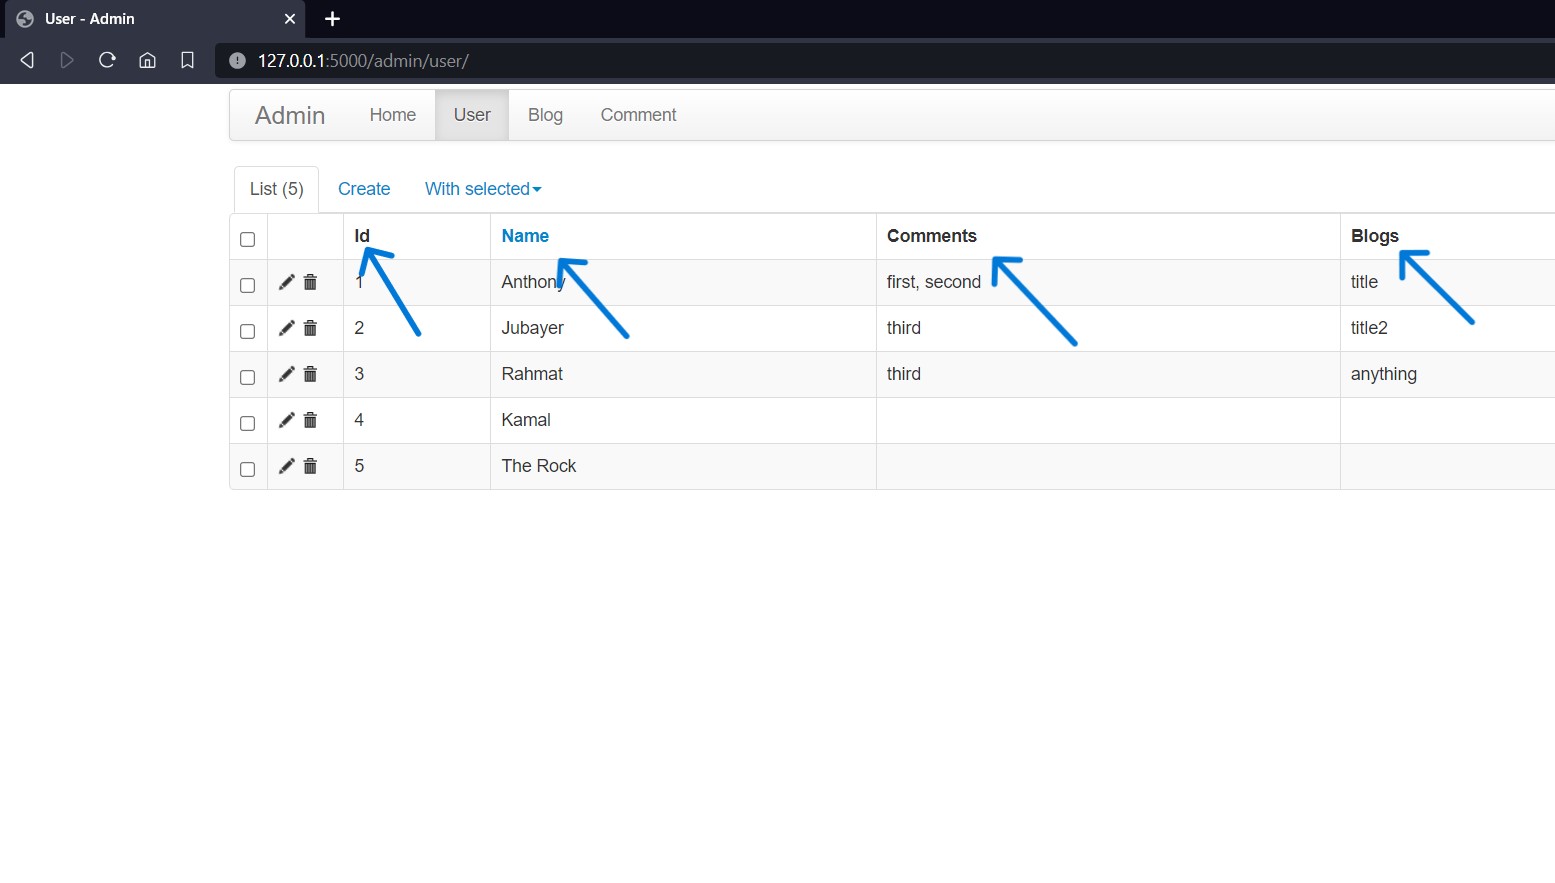 User - Admin
127.0.0.1:5000/admin/user/
Admin Home User Blog Comment
List (5) Create With selected
Id Name Comments Blogs
1 Anthony first, second title
2 Jubayer third title2
3 Rahmat third anything
4 Kamal
5 The Rock